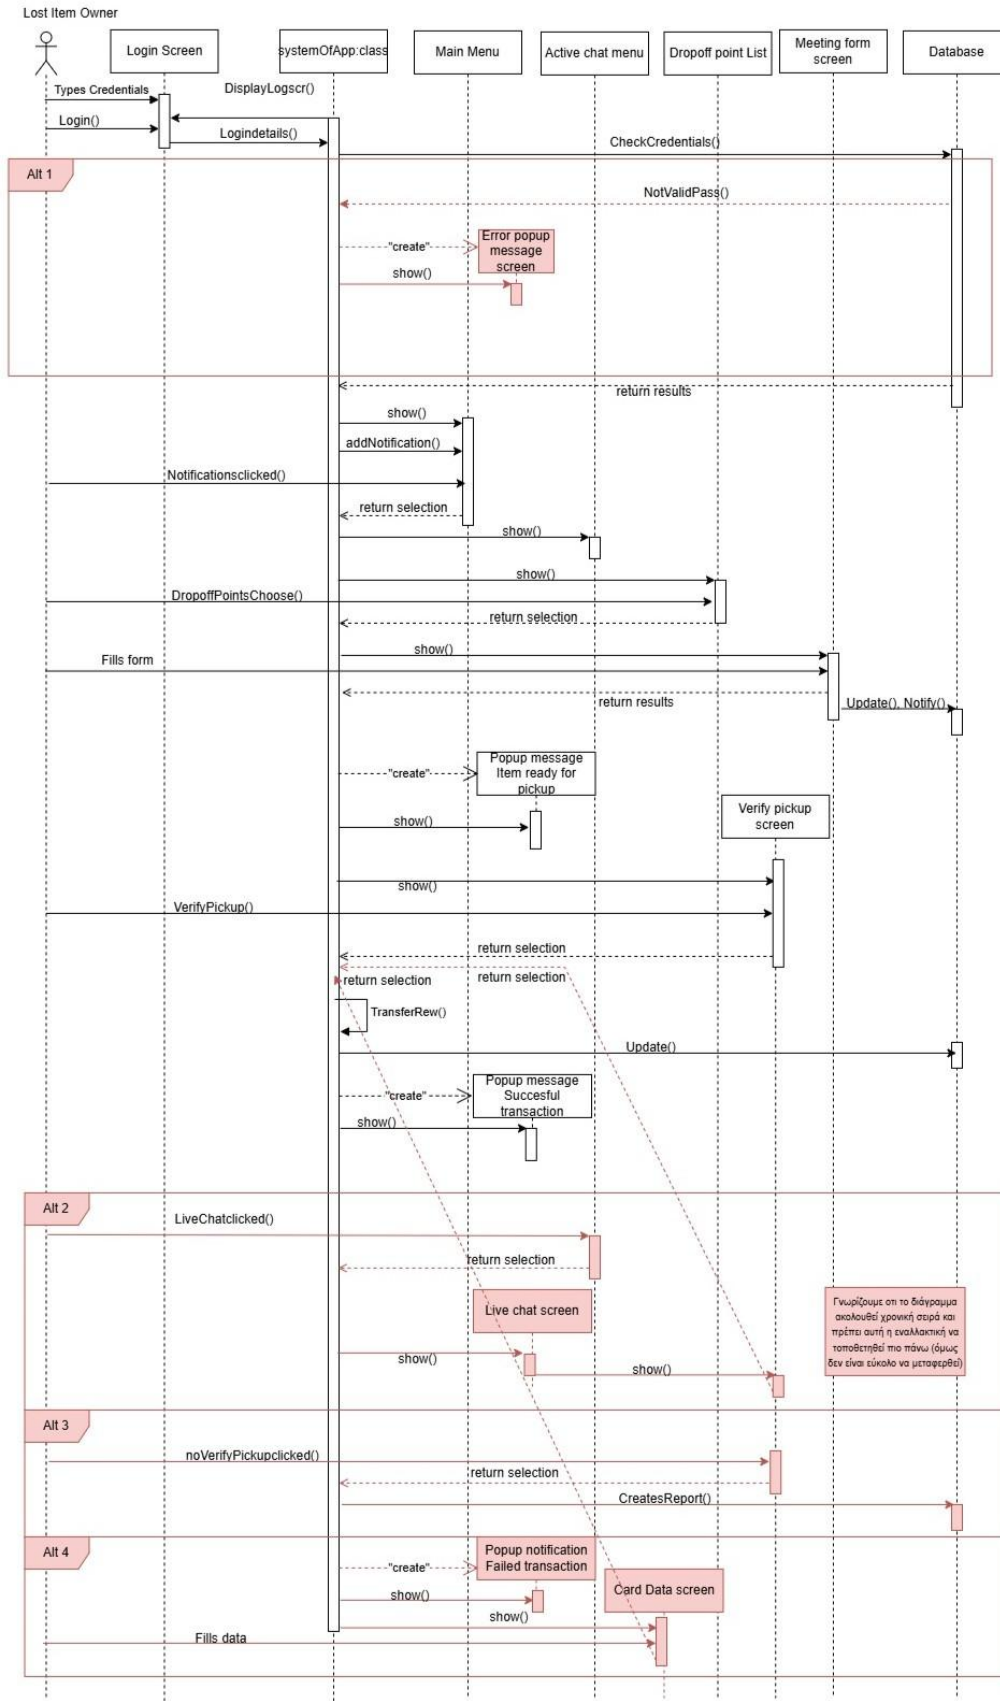 Lost Item Owner
Login Screen
systemOfApp:class
Main Menu
Active chat menu
Dropoff point List
Meeting form
screen
Database
Types Credentials
DisplayLogscr()
Login()
Logindetails()
CheckCredentials()
Alt 1
NotValidPass()
"create"
Error popup
message
screen
show()
return results
show()
addNotification()
Notificationsclicked()
return selection
show()
show()
DropoffPointsChoose()
return selection
show()
Fills form
return results
Update(), Notify()
"create"
Popup message
Item ready for
pickup
show()
Verify pickup
screen
show()
VerifyPickup()
return selection
return selection
return selection
TransferRew()
Update()
"create"
Popup message
Succesful
transaction
show()
Alt 2
LiveChatclicked()
return selection
Live chat screen
show()
show()
Γνωρίζουμε οτι το διάγραμμα
ακολουθεί χρονική σειρά και
πρέπει αυτή η εναλλακτική να
τοποθετηθεί πιο πάνω (όμως
δεν είναι εύκολο να μεταφερθεί)
Alt 3
noVerifyPickupclicked()
return selection
CreatesReport()
Alt 4
"create"
Popup notification
Failed transaction
show()
Card Data screen
show()
Fills data